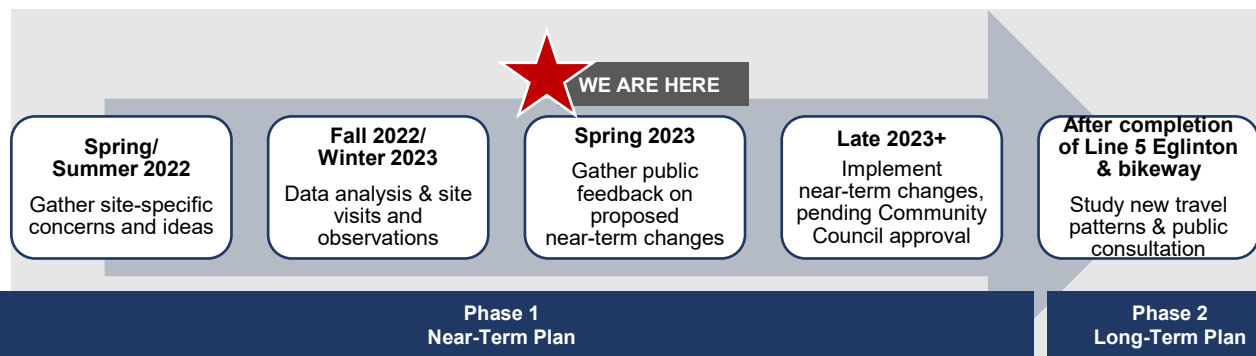 WE ARE HERE
Spring/
Summer 2022
Gather site-specific
concerns and ideas
Fall 2022/
Winter 2023
Data analysis & site
visits and
observations
Spring 2023
Gather public
feedback on
proposed
near-term changes
Late 2023+
Implement
near-term changes,
pending Community
Council approval
After completion
of Line 5 Eglinton
& bikeway
Study new travel
patterns & public
consultation
Phase 1
Near-Term Plan
Phase 2
Long-Term Plan